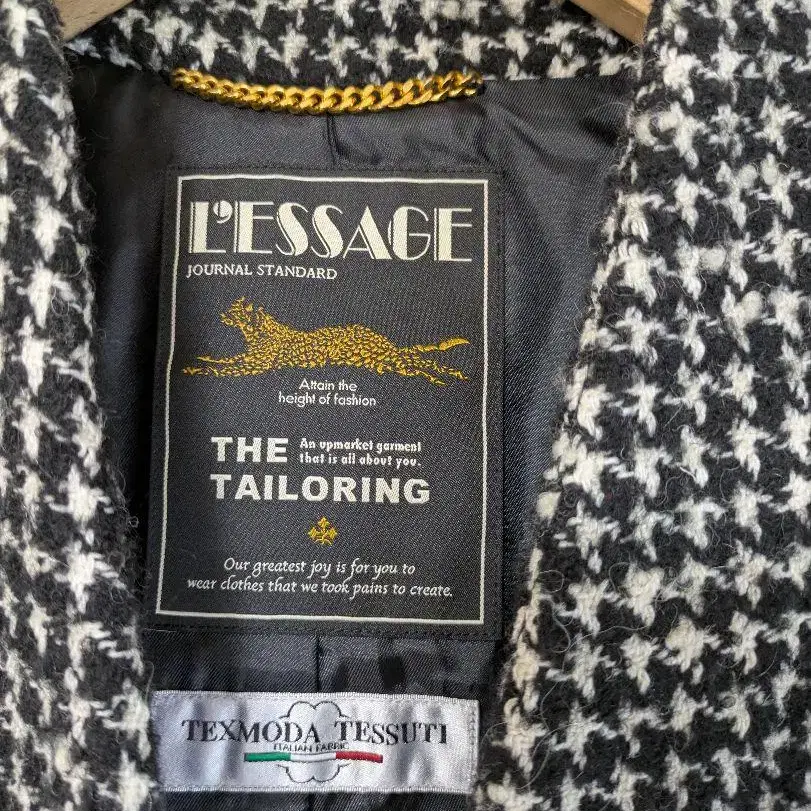 L'ESSAGE
JOURNAL STANDARD
Attain the
height of fashion
THE An upmarket garment
that is all about you.
TAILORING
Our greatest joy is for you to
wear clothes that we took pains to create.
TEXMODA TESSUTI
ITALIAN FABRIC